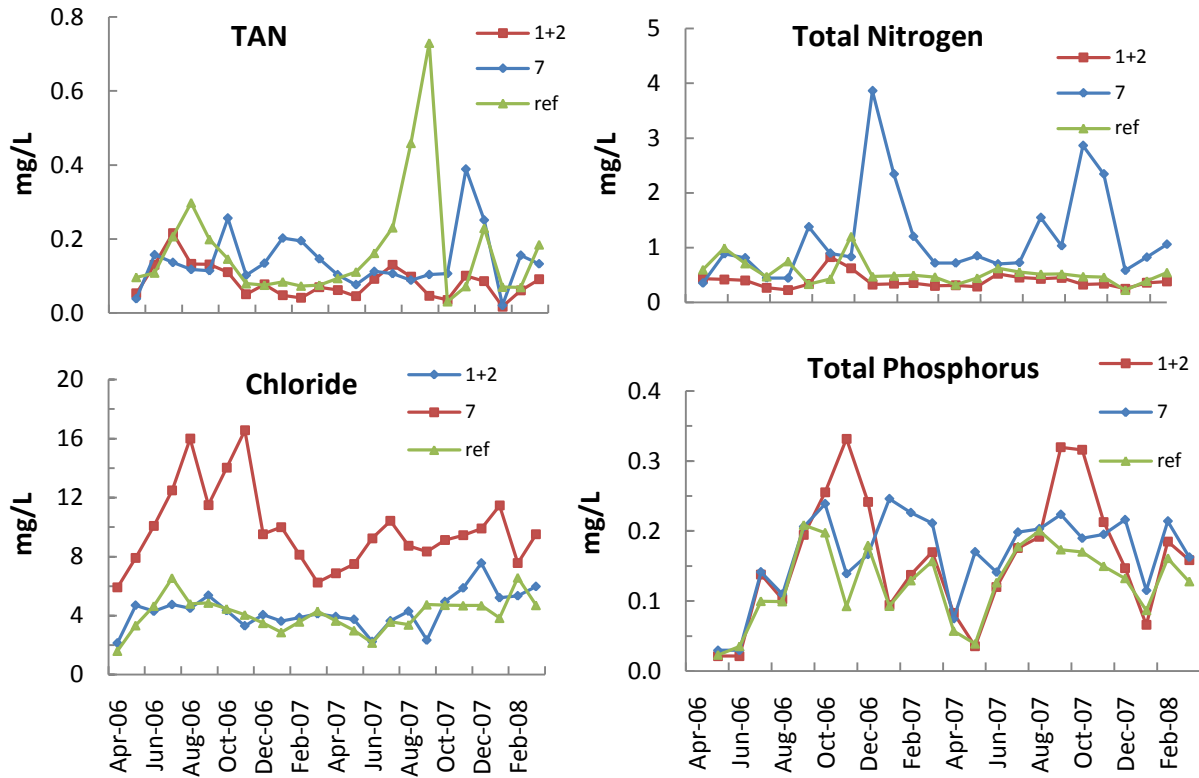 TAN
mg/L
0.8
0.6
0.4
0.2
0.0
1+2
7
ref
Total Nitrogen
mg/L
5
4
3
2
1
0
1+2
7
ref
Chloride
mg/L
20
16
12
8
4
0
1+2
7
ref
Apr-06
Jun-06
Aug-06
Oct-06
Dec-06
Feb-07
Apr-07
Jun-07
Aug-07
Oct-07
Dec-07
Feb-08
Total Phosphorus
mg/L
0.4
0.3
0.2
0.1
0.0
1+2
7
ref
Apr-06
Jun-06
Aug-06
Oct-06
Dec-06
Feb-07
Apr-07
Jun-07
Aug-07
Oct-07
Dec-07
Feb-08